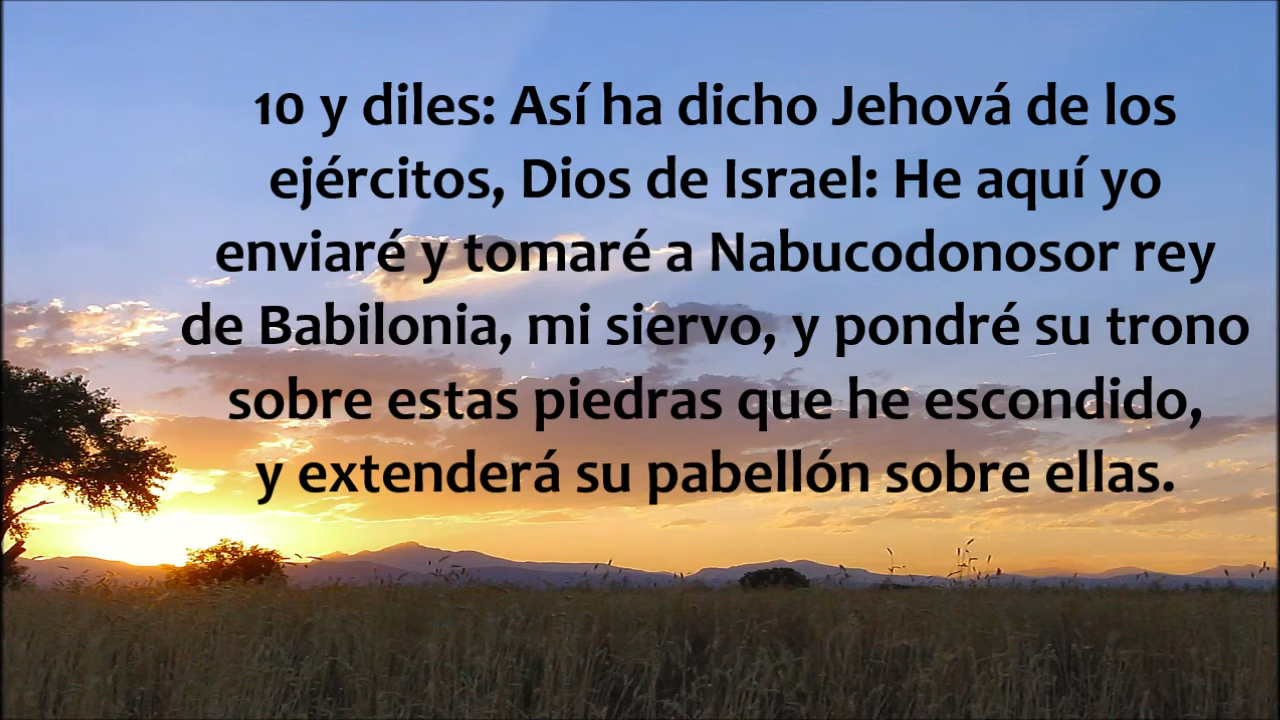 10 y diles: Así ha dicho Jehová de los
ejércitos, Dios de Israel: He aquí yo
enviaré y tomaré a Nabucodonosor rey
de Babilonia, mi siervo, y pondré su trono
sobre estas piedras que he escondido,
y extenderá su pabellón sobre ellas.